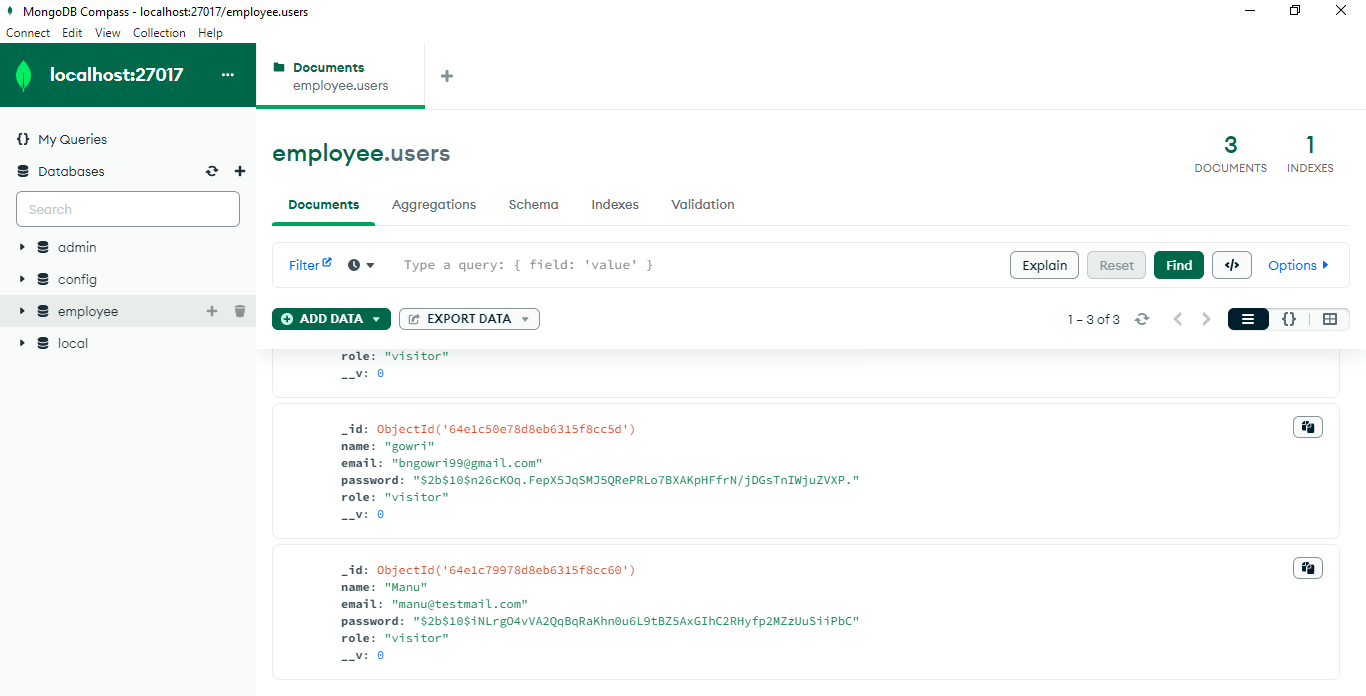 MongoDB Compass - localhost:27017/employee.users
Connect Edit View Collection Help
localhost:27017 ...
Documents
employee.users
My Queries
Databases
Search
admin
config
employee
local
employee.users
3
DOCUMENTS
1
INDEXES
Documents Aggregations Schema Indexes Validation
Filter Type a query: { field: 'value' } Explain Reset Find </> Options
ADD DATA EXPORT DATA 1 – 3 of 3 {}
role: "visitor"
__v: 0
_id: ObjectId('64e1c50e78d8eb6315f8cc5d')
name: "gowri"
email: "bngowri99@gmail.com"
password: "$2b$10$n26cKOq.FepX5JqSMJ5QRePRLo7BXAKpHFfrN/jDGsTnIWjuZVXP."
role: "visitor"
__v: 0
_id: ObjectId('64e1c79978d8eb6315f8cc60')
name: "Manu"
email: "manu@testmail.com"
password: "$2b$10$iNLrgO4vVA2QqBqRaKhn0u6L9tBZ5AxGIhC2RHyfp2MZzUuSiiPbC"
role: "visitor"
__v: 0